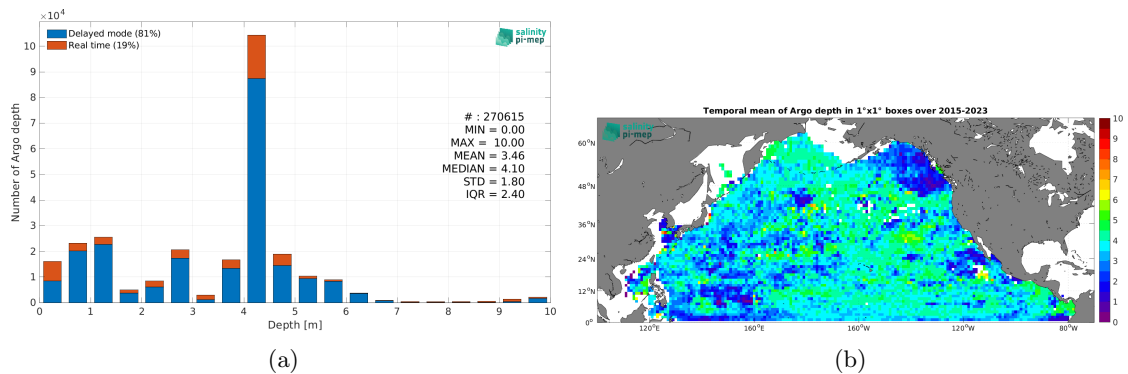 ×10⁴
Delayed mode (81%)
Real time (19%)
salinity
pi-mep
10
9
8
7
6
5
4
3
2
1
0
Number of Argo depth
# : 270615
MIN = 0.00
MAX = 10.00
MEAN = 3.46
MEDIAN = 4.10
STD = 1.80
IQR = 2.40
0 1 2 3 4 5 6 7 8 9 10
Depth [m]
(a)
Temporal mean of Argo depth in 1°x1° boxes over 2015-2023
salinity
pi-mep
60°N
48°N
36°N
24°N
12°N
0°
120°E 160°E 160°W 120°W 80°W
10
9
8
7
6
5
4
3
2
1
0
(b)